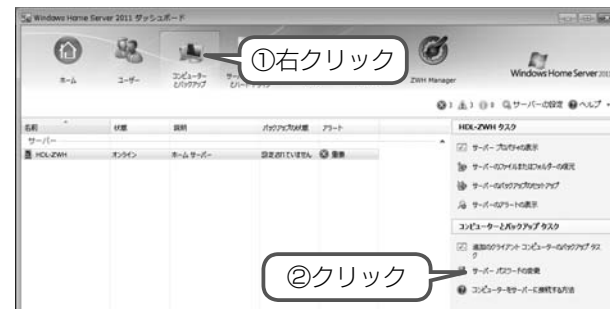 Windows Home Server 2011 ダッシュボード
ホーム
ユーザー
コンピューター
とバックアップ
①右クリック
ZWH Manager
Windows Home Server 2011
サーバーの設定 ヘルプ
名前 状態 説明 バックアップの状態 アラート
サーバー
HDL-ZWH オンライン ホーム サーバー 設定されていません 重要
HDL-ZWH タスク
サーバー プロパティの表示
サーバーのファイルまたはフォルダーの復元
サーバーのバックアップのセットアップ
サーバーのアラートの表示
コンピューターとバックアップ タスク
追加のクライアント コンピューターのバックアップ タス
ク
②クリック
サーバー パスワードの変更
コンピューターをサーバーに接続する方法